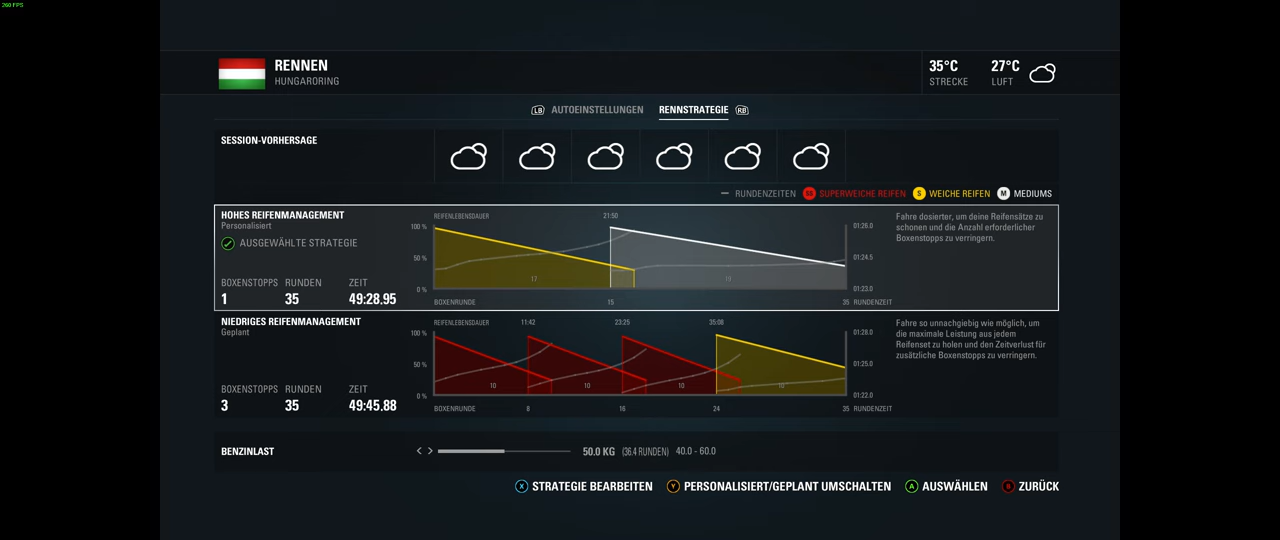 260 FPS
RENNEN
HUNGARORING
35°C
STRECKE
27°C
LUFT
LB AUTOEINSTELLUNGEN RENNSTRATEGIE RB
SESSION-VORHERSAGE
RUNDENZEITEN SS SUPERWEICHE REIFEN S WEICHE REIFEN M MEDIUMS
HOHES REIFENMANAGEMENT
Personalisiert
AUSGEWÄHLTE STRATEGIE
BOXENSTOPPS RUNDEN ZEIT
1 35 49:28.95
REIFENLEBENSDAUER 21:50
100 % 01:26.0
50 % 01:24.5
17 19
0 % 01:23.0
BOXENRUNDE 15 35 RUNDENZEIT
Fahre dosierter, um deine Reifensätze zu
schonen und die Anzahl erforderlicher
Boxenstopps zu verringern.
NIEDRIGES REIFENMANAGEMENT
Geplant
BOXENSTOPPS RUNDEN ZEIT
3 35 49:45.88
REIFENLEBENSDAUER 11:42 23:25 35:08
100 % 01:28.0
50 % 01:25.0
10 10 10
0 % 01:22.0
BOXENRUNDE 8 16 24 35 RUNDENZEIT
Fahre so unnachgiebig wie möglich, um
die maximale Leistung aus jedem
Reifenset zu holen und den Zeitverlust für
zusätzliche Boxenstopps zu verringern.
BENZINLAST 50.0 KG (36.4 RUNDEN) 40.0 - 60.0
X STRATEGIE BEARBEITEN Y PERSONALISIERT/GEPLANT UMSCHALTEN A AUSWÄHLEN B ZURÜCK